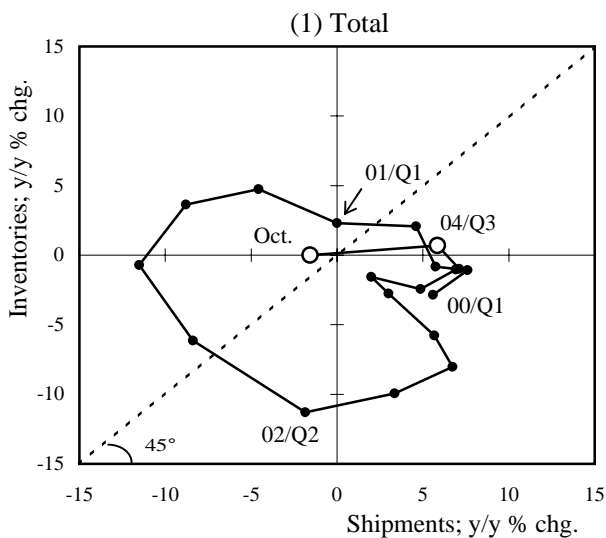 (1) Total
Inventories; y/y % chg.
15
10
5
0
-5
-10
-15
01/Q1
04/Q3
Oct.
00/Q1
02/Q2
45°
-15
-10
-5
0
5
10
15
Shipments; y/y % chg.